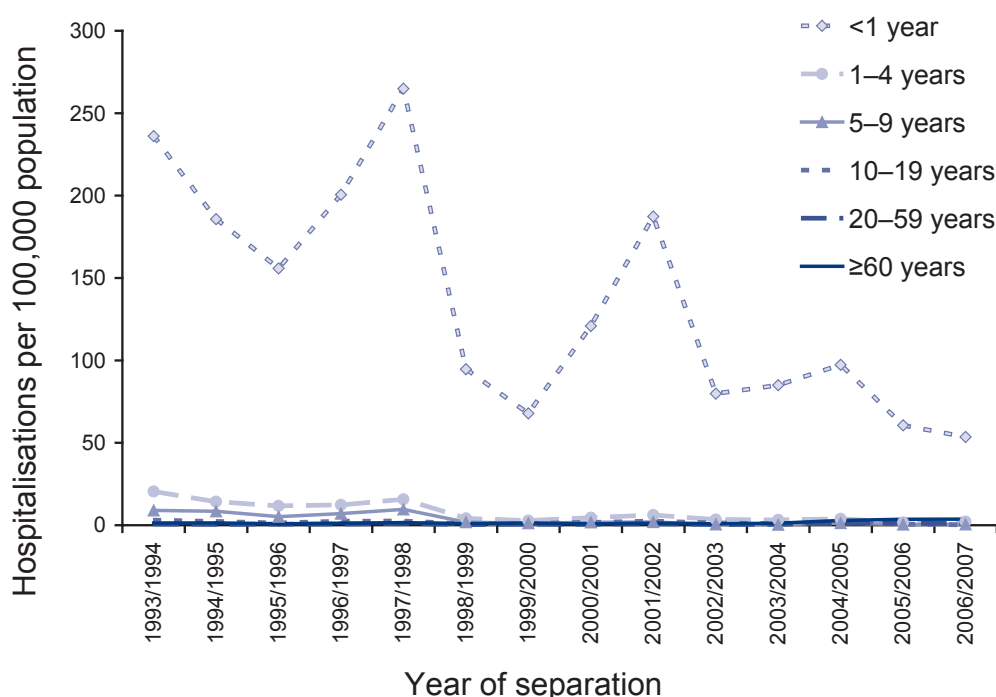 Hospitalisations per 100,000 population
300
250
200
150
100
50
0
<1 year
1–4 years
5–9 years
10–19 years
20–59 years
≥60 years
1993/1994
1994/1995
1995/1996
1996/1997
1997/1998
1998/1999
1999/2000
2000/2001
2001/2002
2002/2003
2003/2004
2004/2005
2005/2006
2006/2007
Year of separation